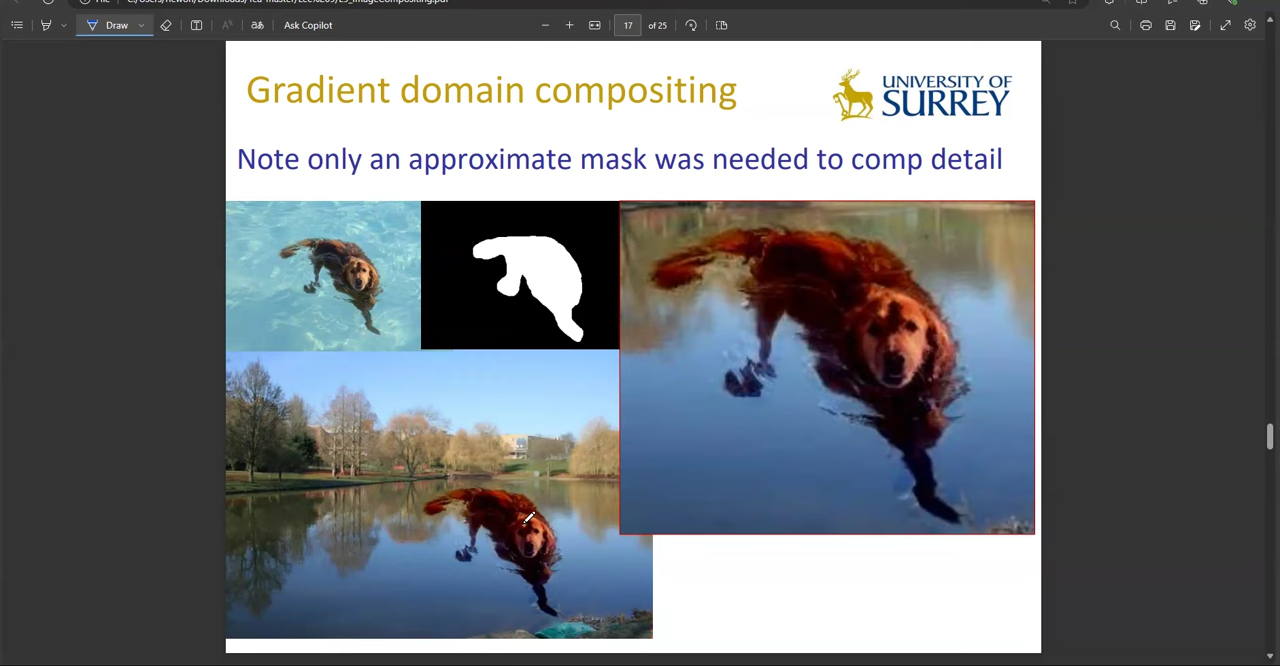 Draw
Ask Copilot
17 of 25
Gradient domain compositing
UNIVERSITY OF
SURREY
Note only an approximate mask was needed to comp detail